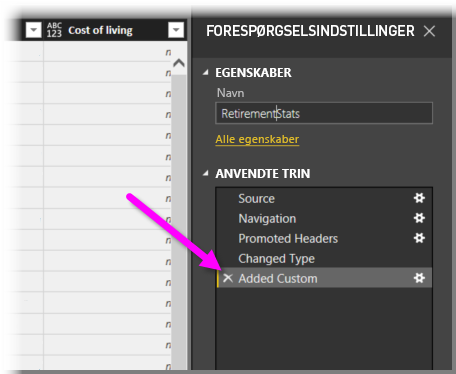 ABC
123
Cost of living
FORESPØRGSELSINDSTILLINGER
EGENSKABER
Navn
RetirementStats
Alle egenskaber
ANVENDTE TRIN
Source
Navigation
Promoted Headers
Changed Type
Added Custom